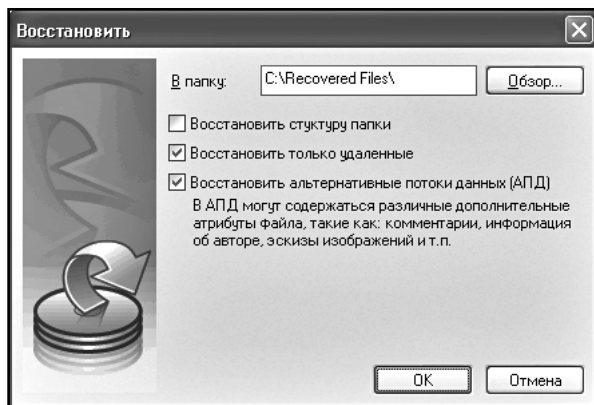 Восстановить
В папку: C:\Recovered Files\ Обзор...
Восстановить стуктуру папки
Восстановить только удаленные
Восстановить альтернативные потоки данных (АПД)
В АПД могут содержаться различные дополнительные
атрибуты файла, такие как: комментарии, информация
об авторе, эскизы изображений и т.п.
OK Отмена